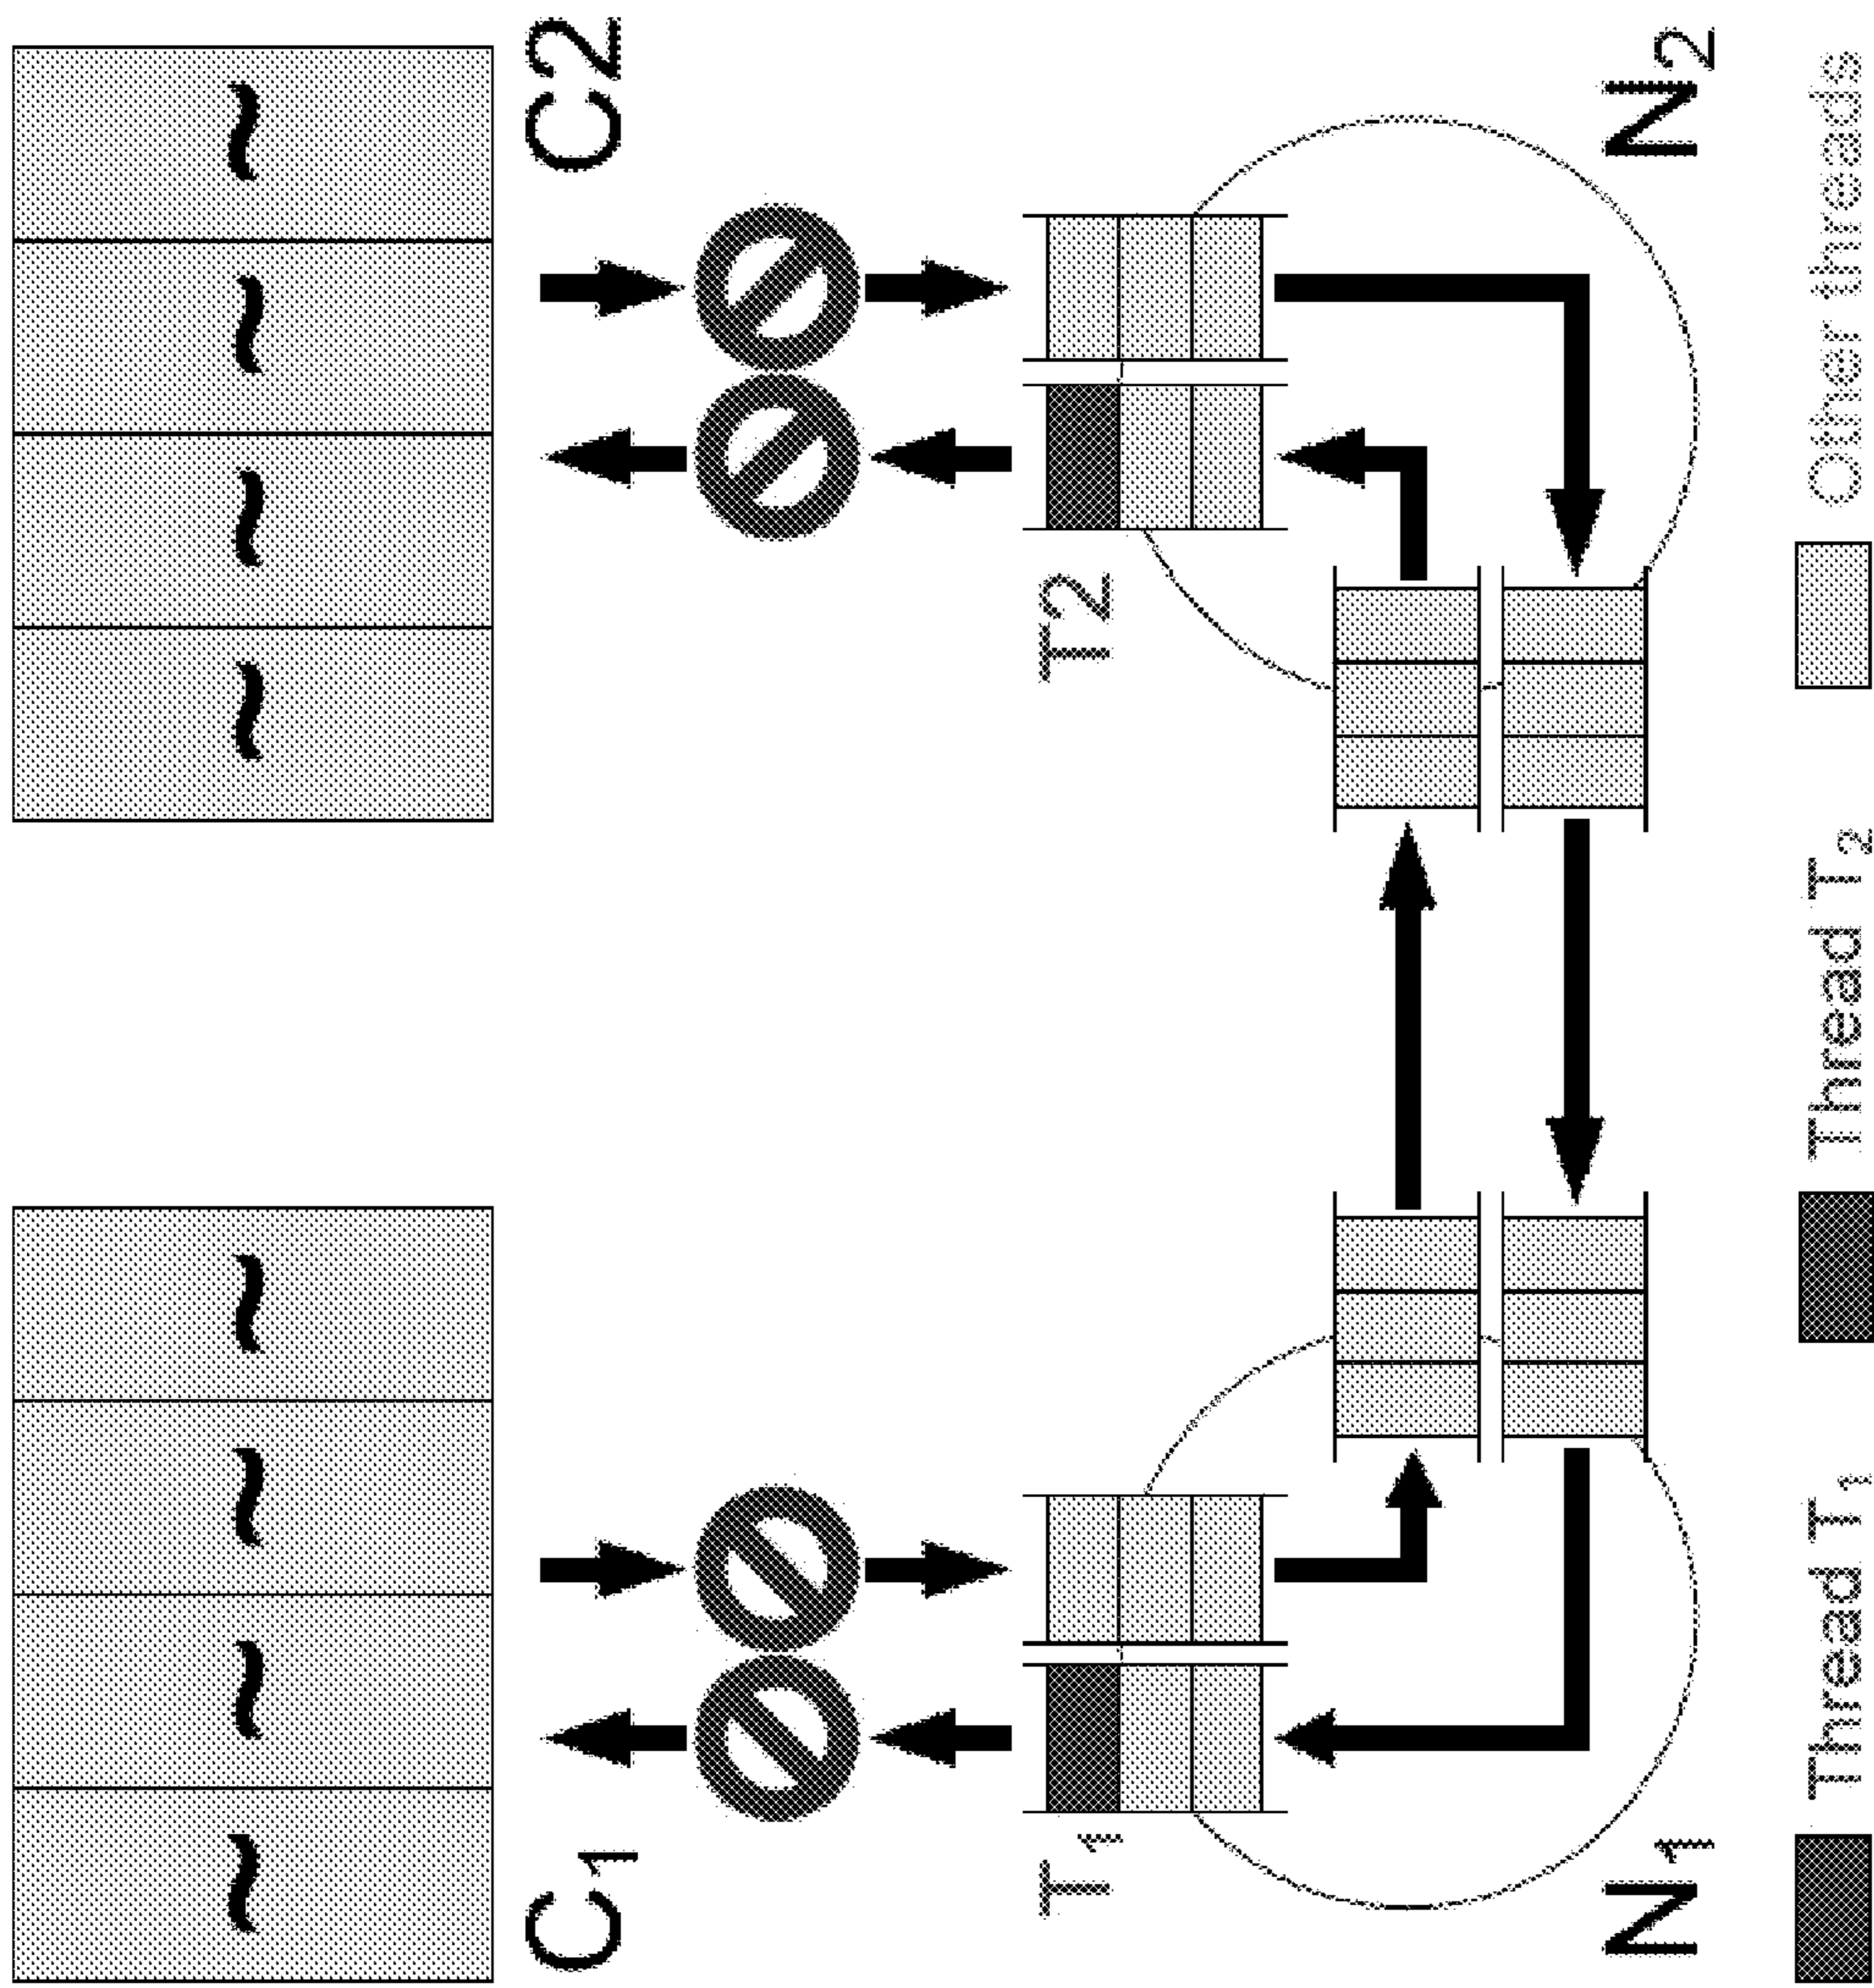 C1
C2
T1
T2
N1
N2
Thread T1
Thread T2
Other threads